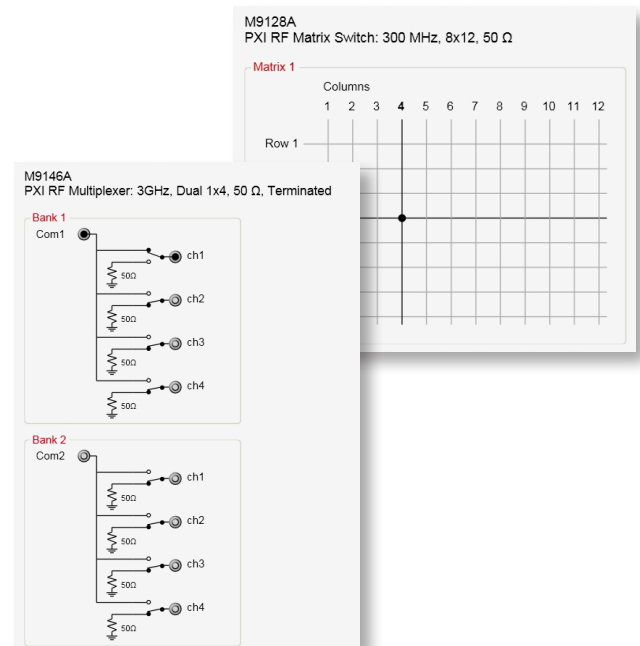 M9128A
PXI RF Matrix Switch: 300 MHz, 8x12, 50 Ω
Matrix 1
Columns
1 2 3 4 5 6 7 8 9 10 11 12
Row 1
M9146A
PXI RF Multiplexer: 3GHz, Dual 1x4, 50 Ω, Terminated
Bank 1
Com1
ch1
50Ω
ch2
50Ω
ch3
50Ω
ch4
50Ω
Bank 2
Com2
ch1
50Ω
ch2
50Ω
ch3
50Ω
ch4
50Ω